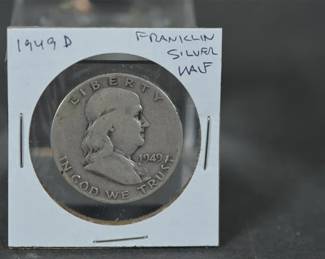 1949 D
FRANKLIN
SILVER
HALF
LIBERTY
1949
IN GOD WE TRUST